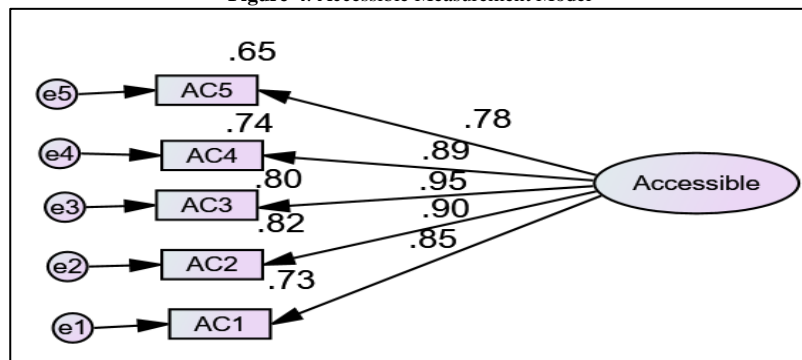 Figure 4. Accessible Measurement Model
.65
e5 AC5
.78
.74
.89
e4 AC4
.80
.95
e3 AC3 Accessible
.82
.90
e2 AC2
.85
.73
e1 AC1